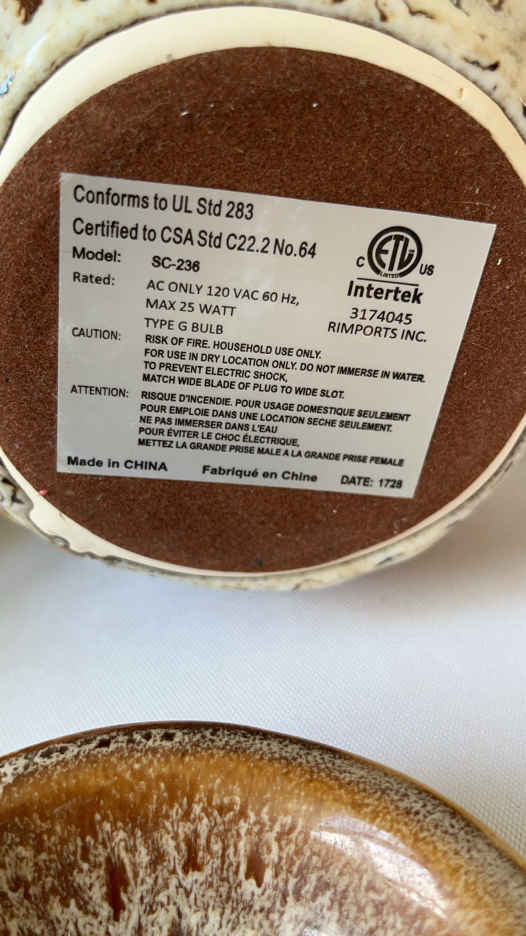 Conforms to UL Std 283
Certified to CSA Std C22.2 No.64
Model: SC-236
Rated: AC ONLY 120 VAC 60 Hz,
MAX 25 WATT
TYPE G BULB
C ETL LISTED US
Intertek
3174045
RIMPORTS INC.
CAUTION: RISK OF FIRE. HOUSEHOLD USE ONLY.
FOR USE IN DRY LOCATION ONLY. DO NOT IMMERSE IN WATER.
TO PREVENT ELECTRIC SHOCK,
MATCH WIDE BLADE OF PLUG TO WIDE SLOT.
ATTENTION: RISQUE D'INCENDIE. POUR USAGE DOMESTIQUE SEULEMENT
POUR EMPLOIE DANS UNE LOCATION SECHE SEULEMENT.
NE PAS IMMERSER DANS L'EAU
POUR ÉVITER LE CHOC ÉLECTRIQUE,
METTEZ LA GRANDE PRISE MALE A LA GRANDE PRISE FEMALE
Made in CHINA Fabriqué en Chine DATE: 1728